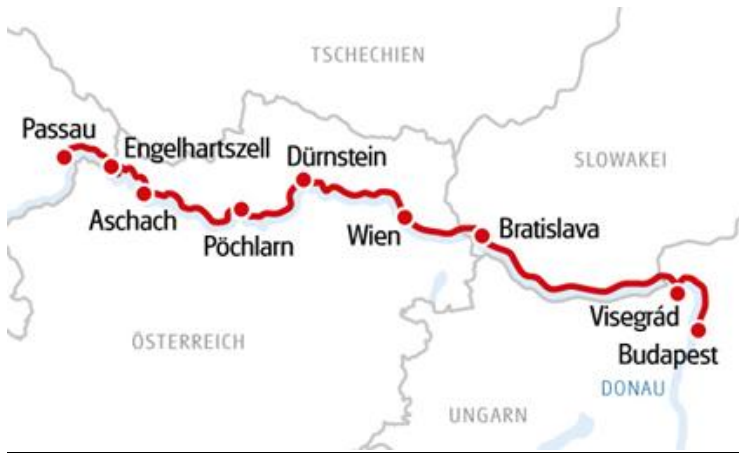 TSCHECHIEN
Passau
Engelhartszell
Dürnstein
SLOWAKEI
Aschach
Pöchlarn
Wien
Bratislava
Visegrád
ÖSTERREICH
Budapest
DONAU
UNGARN